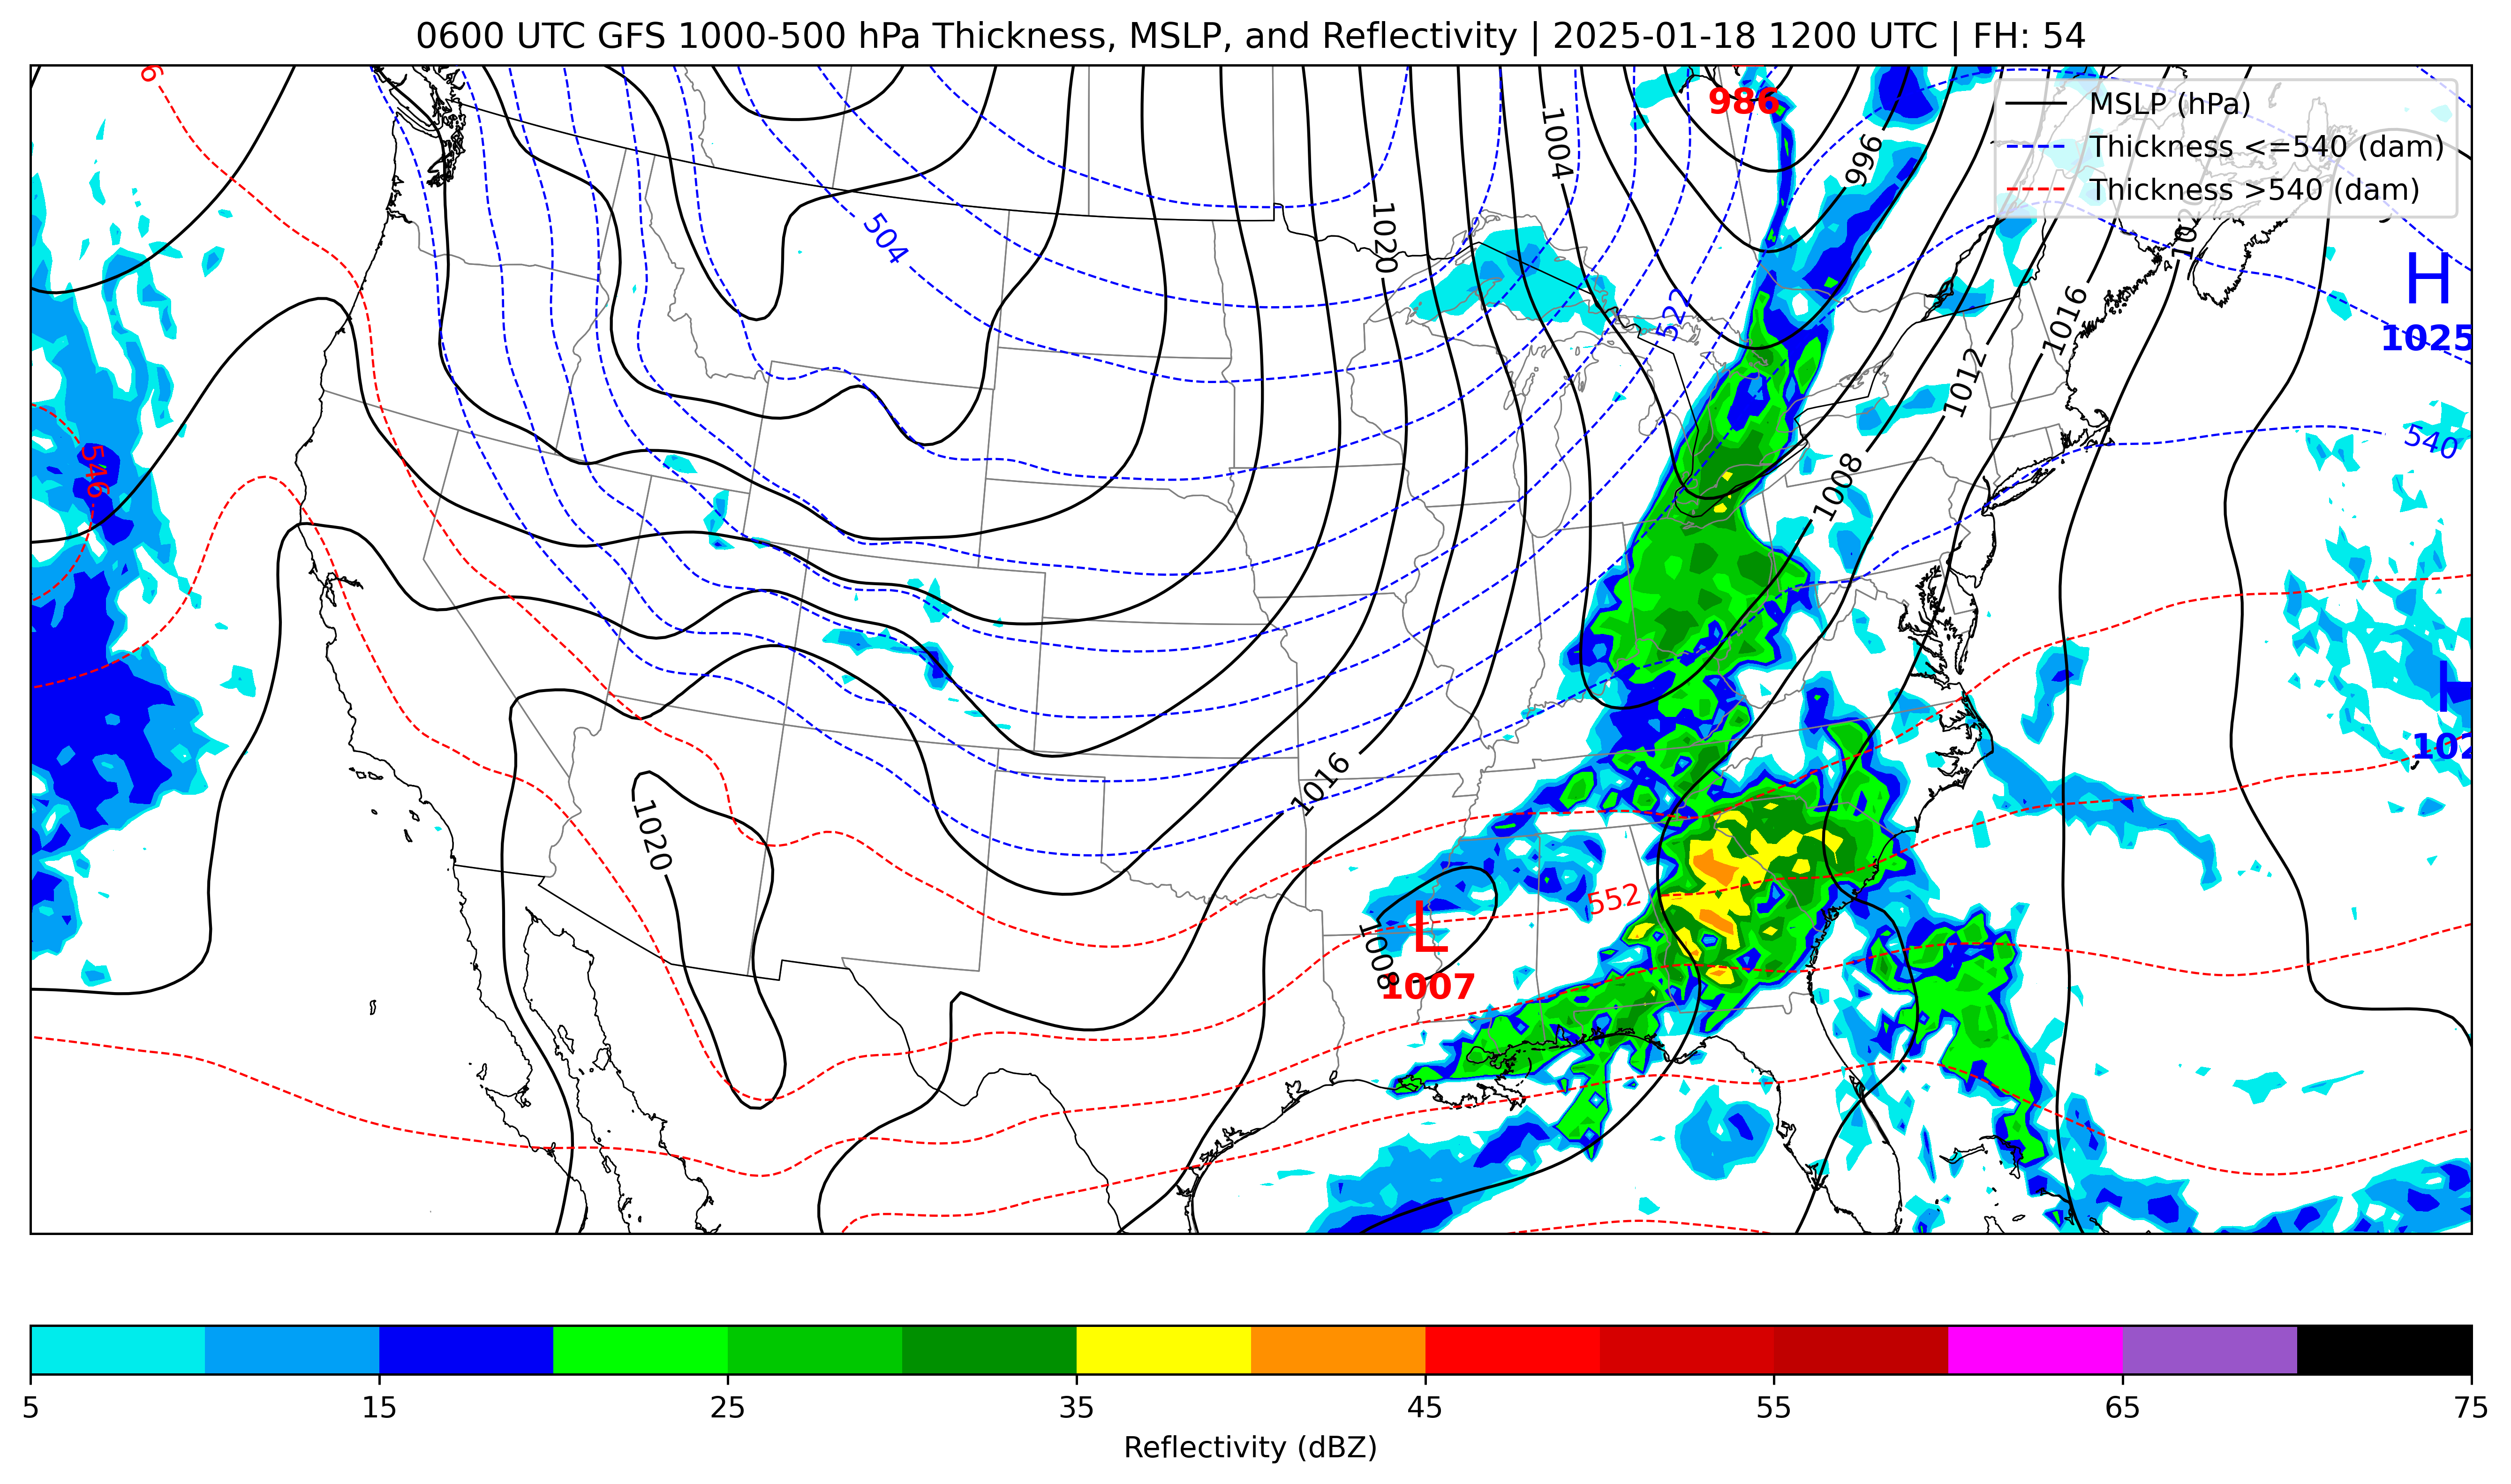 0600 UTC GFS 1000-500 hPa Thickness, MSLP, and Reflectivity | 2025-01-18 1200 UTC | FH: 54
986
MSLP (hPa)
Thickness <=540 (dam)
Thickness >540 (dam)
1004
996
504
1020
H
1025
522
1016
1012
540
546
1008
1016
1020
552
L
1007
1008
5 15 25 35 45 55 65 75
Reflectivity (dBZ)